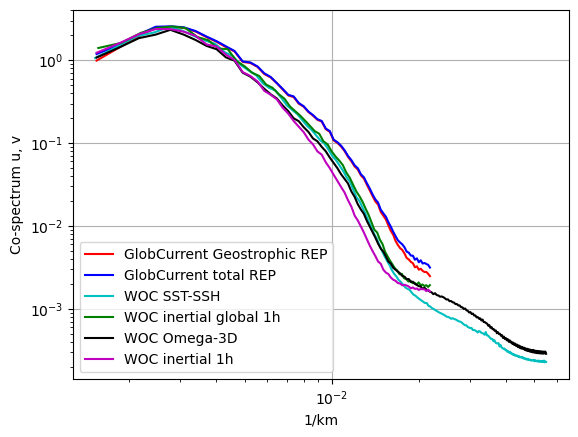 Co-spectrum u, v
10⁰
10⁻¹
10⁻²
10⁻³
GlobCurrent Geostrophic REP
GlobCurrent total REP
WOC SST-SSH
WOC inertial global 1h
WOC Omega-3D
WOC inertial 1h
10⁻²
1/km